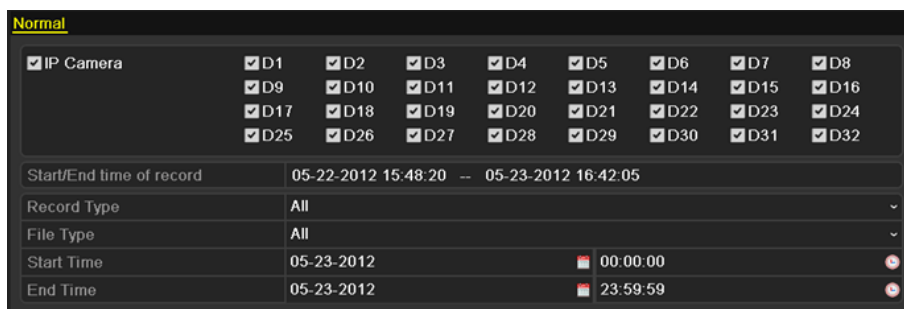 Normal
IP Camera D1 D2 D3 D4 D5 D6 D7 D8
D9 D10 D11 D12 D13 D14 D15 D16
D17 D18 D19 D20 D21 D22 D23 D24
D25 D26 D27 D28 D29 D30 D31 D32
Start/End time of record 05-22-2012 15:48:20 -- 05-23-2012 16:42:05
Record Type All
File Type All
Start Time 05-23-2012 00:00:00
End Time 05-23-2012 23:59:59